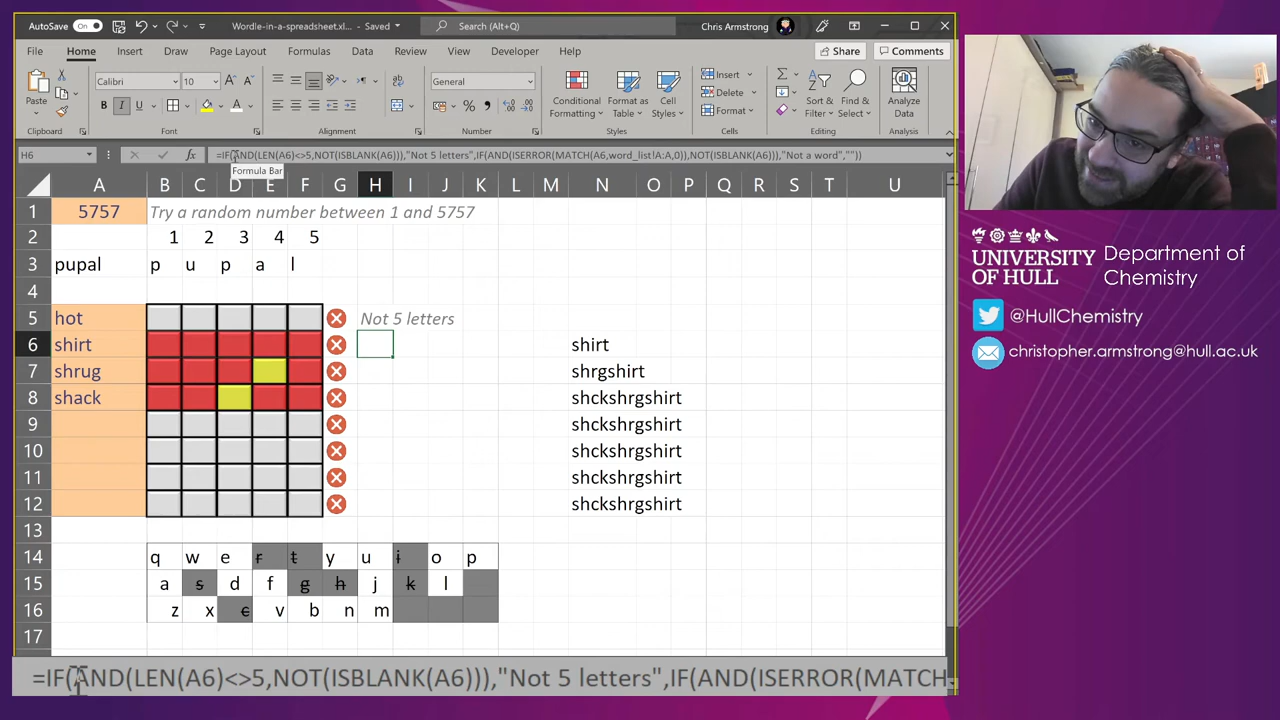 AutoSave On Wordle-in-a-spreadsheet.xl... - Saved Search (Alt+Q) Chris Armstrong
File Home Insert Draw Page Layout Formulas Data Review View Developer Help Share Comments
Paste Calibri 10 General Insert Delete Format
Conditional Formatting Format as Table Cell Styles Sort & Filter Find & Select Analyze Data
Clipboard Font Alignment Number Styles Cells Editing Analysis
H6 =IF(AND(LEN(A6)<>5,NOT(ISBLANK(A6))),"Not 5 letters",IF(AND(ISERROR(MATCH(A6,word_list!A:A,0)),NOT(ISBLANK(A6))),"Not a word",""))
Formula Bar
A B C D E F G H I J K L M N O P Q R S T U
1 5757 Try a random number between 1 and 5757
2 1 2 3 4 5
3 pupal p u p a l
4
5 hot Not 5 letters
6 shirt shirt
7 shrug shrgshirt
8 shack shckshrgshirt
9 shckshrgshirt
10 shckshrgshirt
11 shckshrgshirt
12 shckshrgshirt
13
14 q w e r t y u i o p
15 a s d f g h j k l
16 z x c v b n m
17
=IF(AND(LEN(A6)<>5,NOT(ISBLANK(A6))),"Not 5 letters",IF(AND(ISERROR(MATCH
UNIVERSITY OF HULL
Department of Chemistry
@HullChemistry
christopher.armstrong@hull.ac.uk